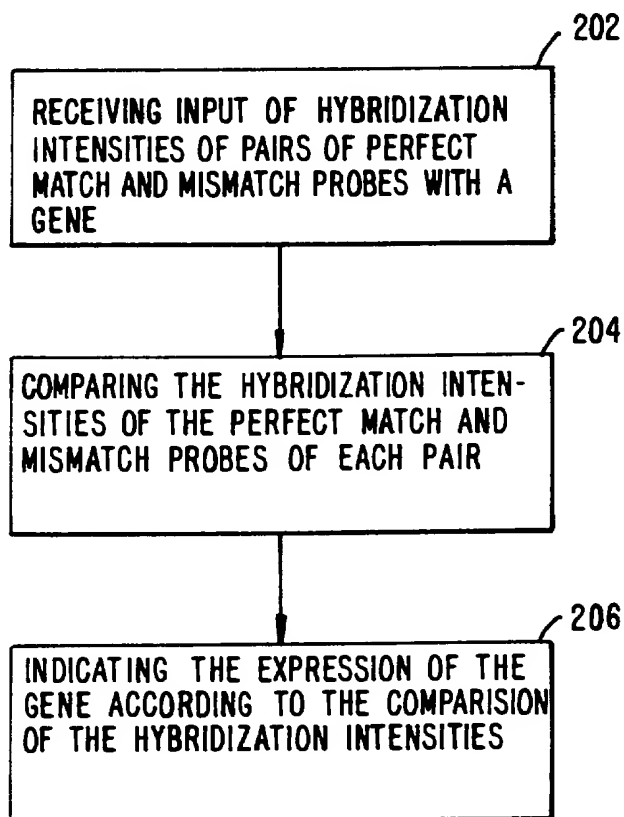 202
RECEIVING INPUT OF HYBRIDIZATION
INTENSITIES OF PAIRS OF PERFECT
MATCH AND MISMATCH PROBES WITH A
GENE
204
COMPARING THE HYBRIDIZATION INTEN-
SITIES OF THE PERFECT MATCH AND
MISMATCH PROBES OF EACH PAIR
206
INDICATING THE EXPRESSION OF THE
GENE ACCORDING TO THE COMPARISION
OF THE HYBRIDIZATION INTENSITIES